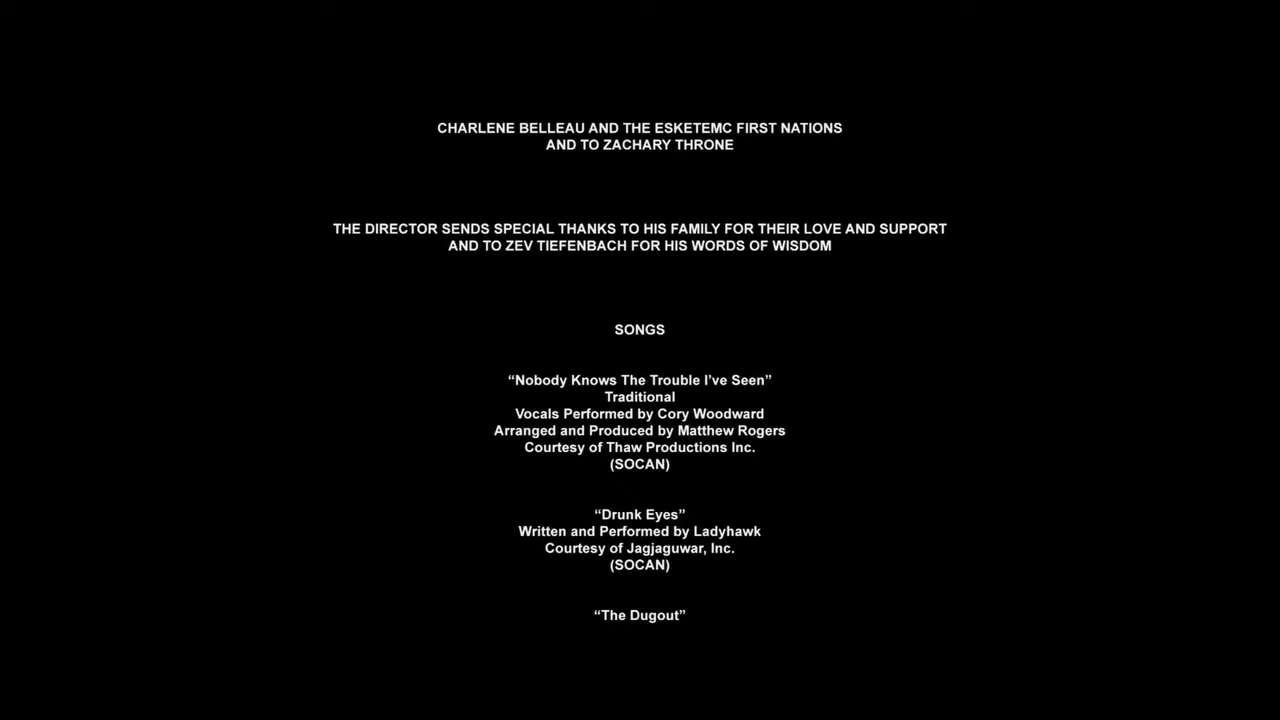 CHARLENE BELLEAU AND THE ESKETEMC FIRST NATIONS
AND TO ZACHARY THRONE
THE DIRECTOR SENDS SPECIAL THANKS TO HIS FAMILY FOR THEIR LOVE AND SUPPORT
AND TO ZEV TIEFENBACH FOR HIS WORDS OF WISDOM
SONGS
“Nobody Knows The Trouble I’ve Seen”
Traditional
Vocals Performed by Cory Woodward
Arranged and Produced by Matthew Rogers
Courtesy of Thaw Productions Inc.
(SOCAN)
“Drunk Eyes”
Written and Performed by Ladyhawk
Courtesy of Jagjaguwar, Inc.
(SOCAN)
“The Dugout”